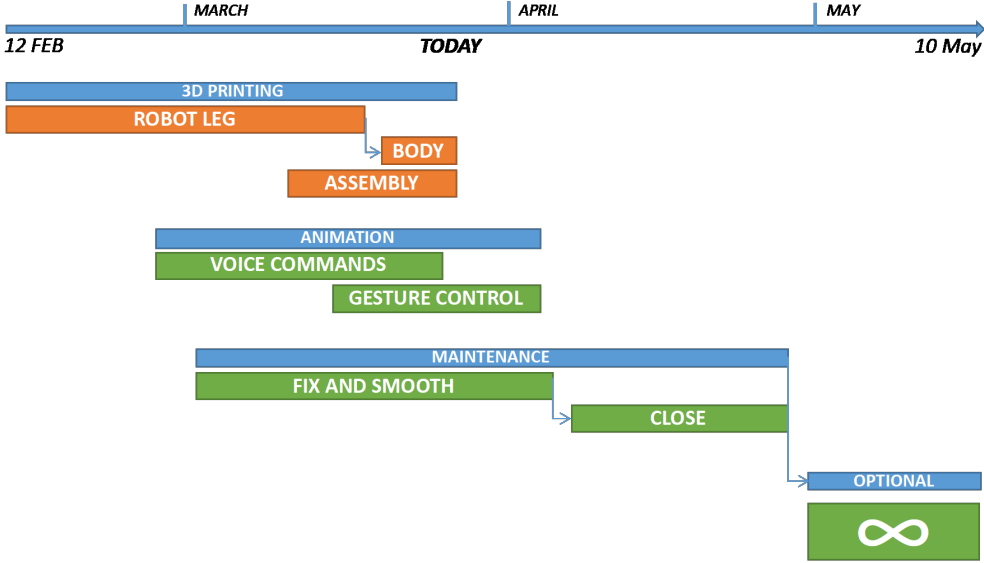 MARCH
APRIL
MAY
12 FEB
TODAY
10 May
3D PRINTING
ROBOT LEG
BODY
ASSEMBLY
ANIMATION
VOICE COMMANDS
GESTURE CONTROL
MAINTENANCE
FIX AND SMOOTH
CLOSE
OPTIONAL
∞